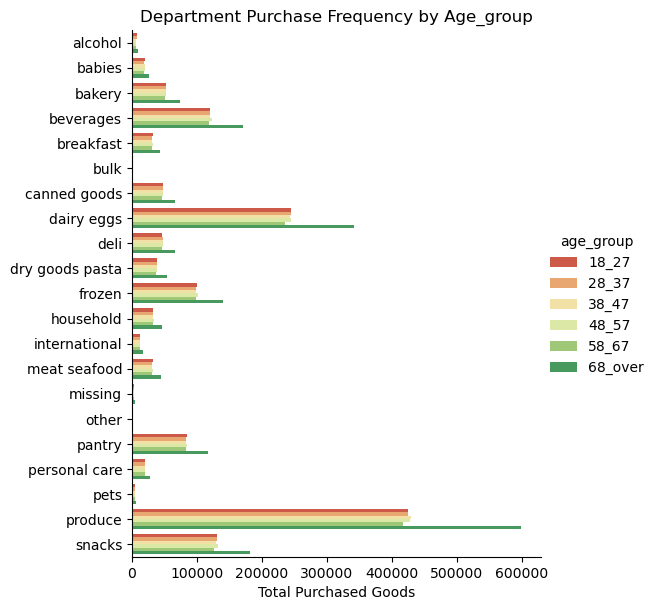 Department Purchase Frequency by Age_group
alcohol
babies
bakery
beverages
breakfast
bulk
canned goods
dairy eggs
deli
dry goods pasta
frozen
household
international
meat seafood
missing
other
pantry
personal care
pets
produce
snacks
0 100000 200000 300000 400000 500000 600000
Total Purchased Goods
age_group
18_27
28_37
38_47
48_57
58_67
68_over